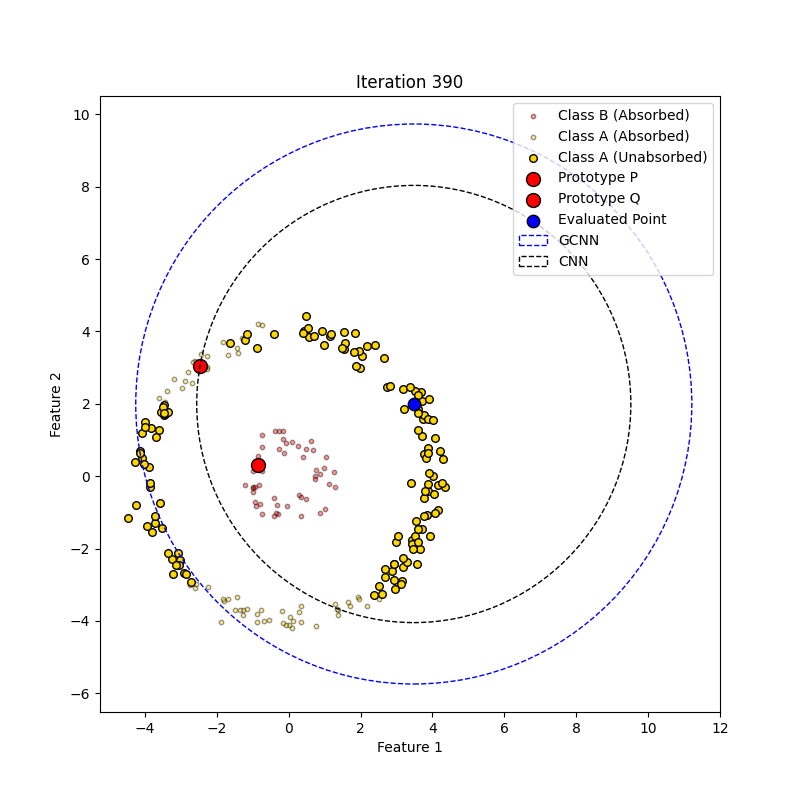 Iteration 390
Class B (Absorbed)
Class A (Absorbed)
Class A (Unabsorbed)
Prototype P
Prototype Q
Evaluated Point
GCNN
CNN
10
8
6
4
2
0
−2
−4
−6
Feature 2
−4
−2
0
2
4
6
8
10
12
Feature 1